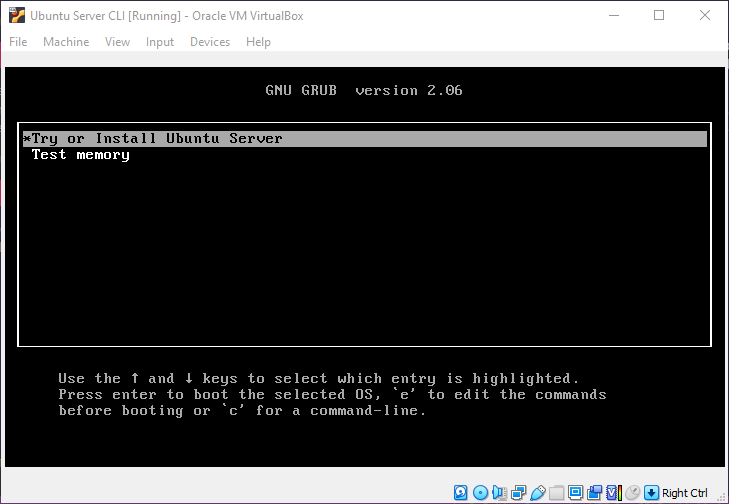 Ubuntu Server CLI [Running] - Oracle VM VirtualBox
File Machine View Input Devices Help
GNU GRUB version 2.06
*Try or Install Ubuntu Server
Test memory
Use the ↑ and ↓ keys to select which entry is highlighted.
Press enter to boot the selected OS, `e' to edit the commands
before booting or `c' for a command-line.
Right Ctrl